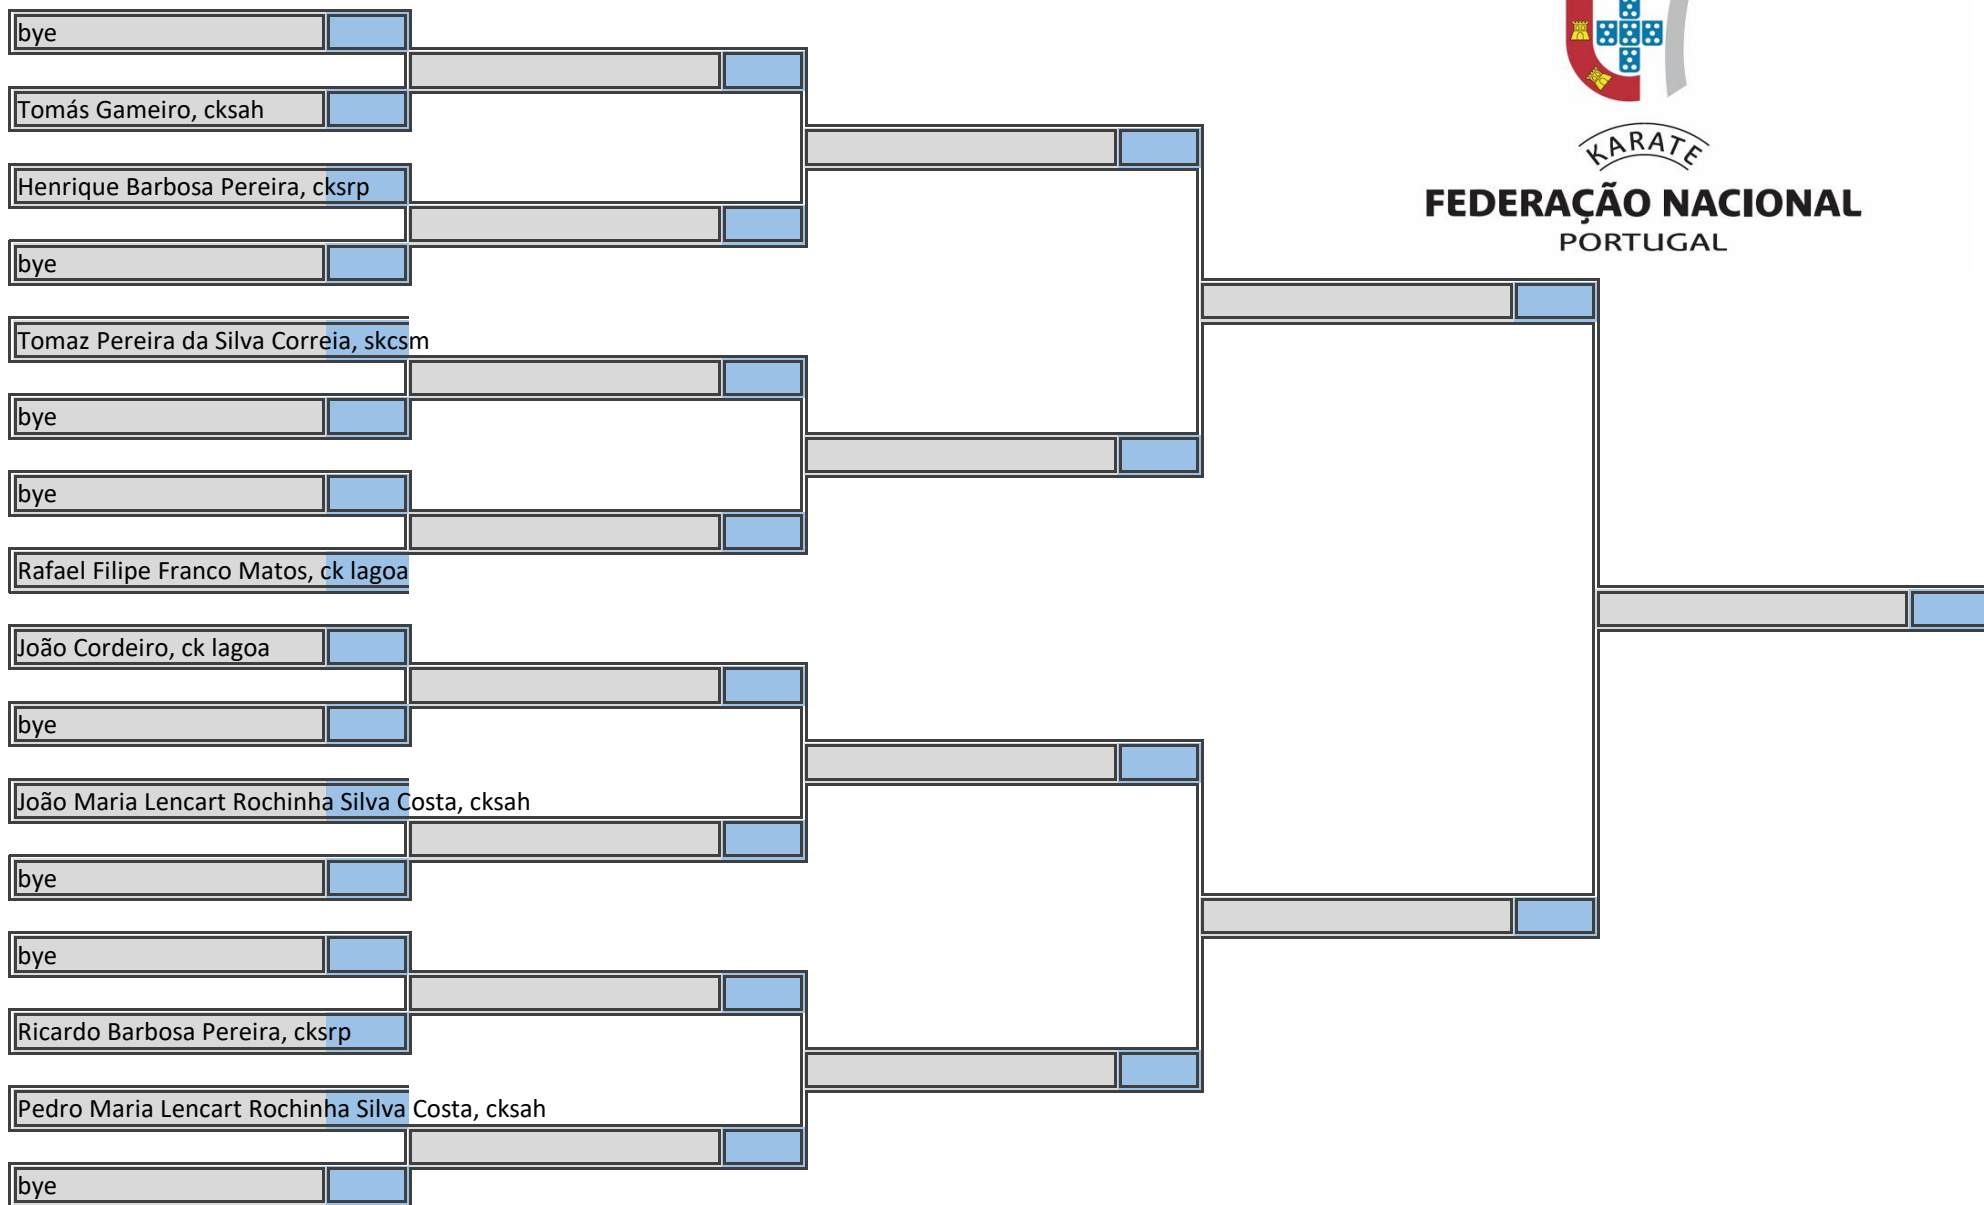 bye
Tomás Gameiro, cksah
Henrique Barbosa Pereira, cksrp
bye
Tomaz Pereira da Silva Correia, skcsm
bye
bye
Rafael Filipe Franco Matos, ck lagoa
João Cordeiro, ck lagoa
bye
João Maria Lencart Rochinha Silva Costa, cksah
bye
bye
Ricardo Barbosa Pereira, cksrp
Pedro Maria Lencart Rochinha Silva Costa, cksah
bye
KARATE
FEDERAÇÃO NACIONAL
PORTUGAL